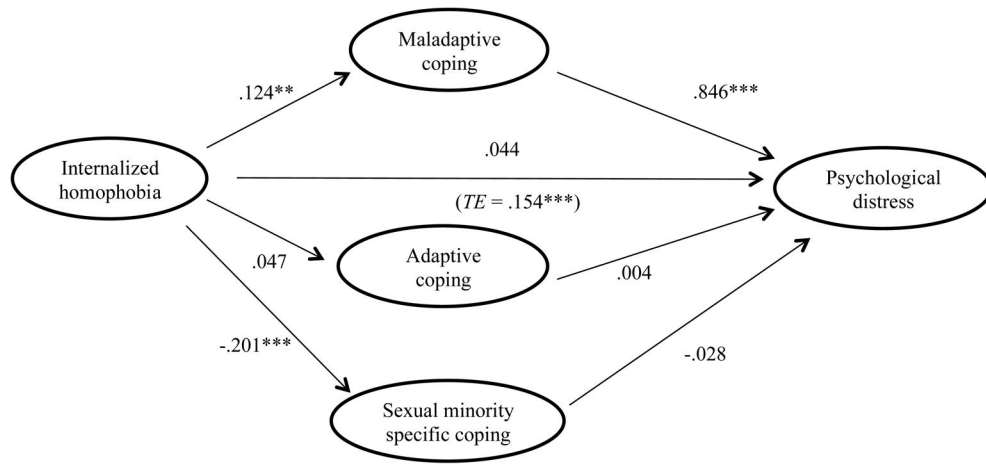 Maladaptive
coping
.124**
.846***
Internalized
homophobia
.044
(TE = .154***)
Psychological
distress
Adaptive
coping
.047
.004
-.201***
-.028
Sexual minority
specific coping